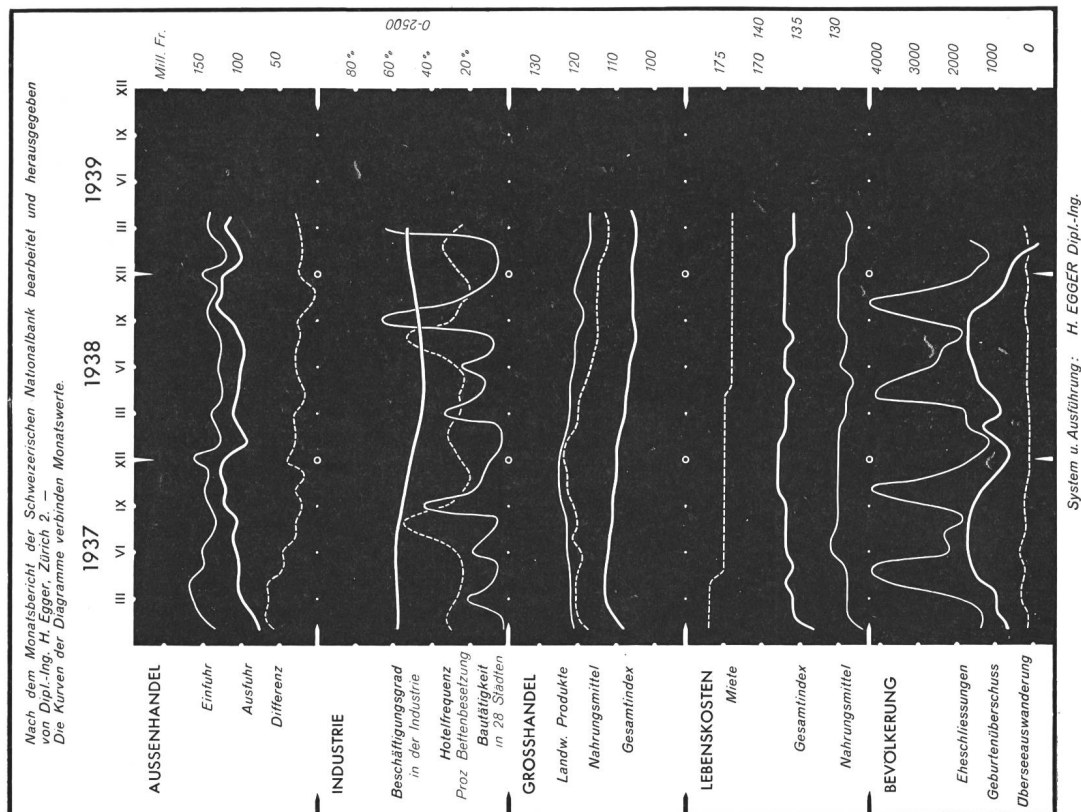 Nach dem Monatsbericht der Schweizerischen Nationalbank bearbeitet und herausgegeben
von Dipl.-Ing. H. Egger, Zürich 2. —
Die Kurven der Diagramme verbinden Monatswerte.
1937 1938 1939
III VI IX XII III VI IX XII III VI IX XII
AUSSENHANDEL
Einfuhr
Ausfuhr
Differenz
Mill. Fr.
150
100
50
INDUSTRIE
Beschäftigungsgrad
in der Industrie
Hotelfrequenz
Proz Bettenbesetzung
Bautätigkeit
in 28 Städten
80%
60%
40%
20%
0-2500
GROSSHANDEL
Landw. Produkte
Nahrungsmittel
Gesamtindex
130
120
110
100
LEBENSKOSTEN
Miete
Gesamtindex
Nahrungsmittel
175
170
140
135
130
BEVÖLKERUNG
Eheschliessungen
Geburtenüberschuss
Überseeauswanderung
4000
3000
2000
1000
0
System u. Ausführung: H. EGGER Dipl.-Ing.